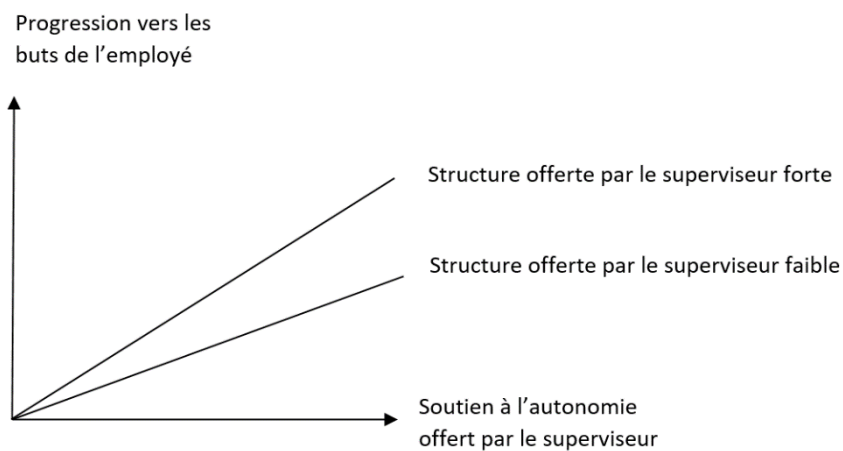 Progression vers les
buts de l’employé
Structure offerte par le superviseur forte
Structure offerte par le superviseur faible
Soutien à l’autonomie
offert par le superviseur